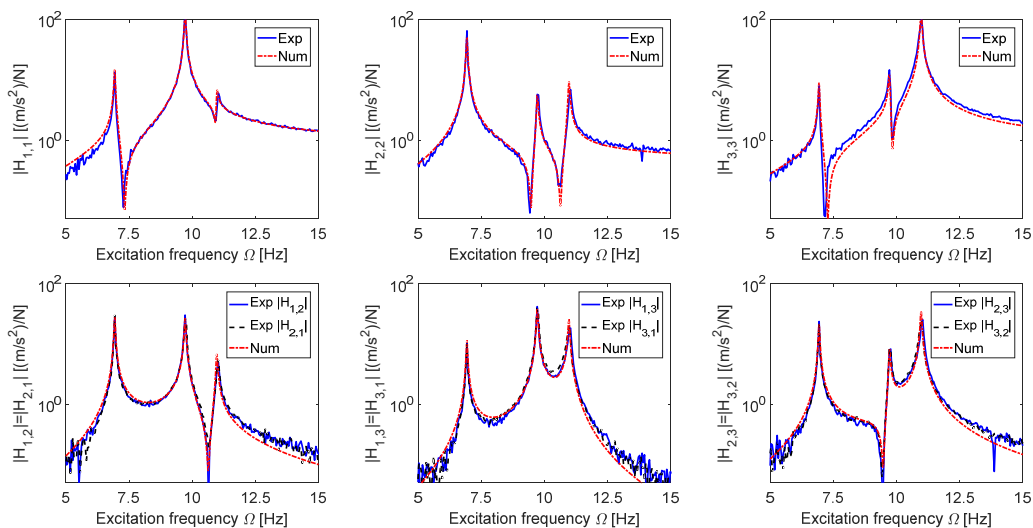 10^2
10^0
|H_{1,1}| [(m/s^2)/N]
Exp
Num
5 7.5 10 12.5 15
Excitation frequency Ω [Hz]
10^2
10^0
|H_{2,2}| [(m/s^2)/N]
Exp
Num
5 7.5 10 12.5 15
Excitation frequency Ω [Hz]
10^2
10^0
|H_{3,3}| [(m/s^2)/N]
Exp
Num
5 7.5 10 12.5 15
Excitation frequency Ω [Hz]
10^2
10^0
|H_{1,2}|=|H_{2,1}| [(m/s^2)/N]
Exp |H_{1,2}|
Exp |H_{2,1}|
Num
5 7.5 10 12.5 15
Excitation frequency Ω [Hz]
10^2
10^0
|H_{1,3}|=|H_{3,1}| [(m/s^2)/N]
Exp |H_{1,3}|
Exp |H_{3,1}|
Num
5 7.5 10 12.5 15
Excitation frequency Ω [Hz]
10^2
10^0
|H_{2,3}|=|H_{3,2}| [(m/s^2)/N]
Exp |H_{2,3}|
Exp |H_{3,2}|
Num
5 7.5 10 12.5 15
Excitation frequency Ω [Hz]